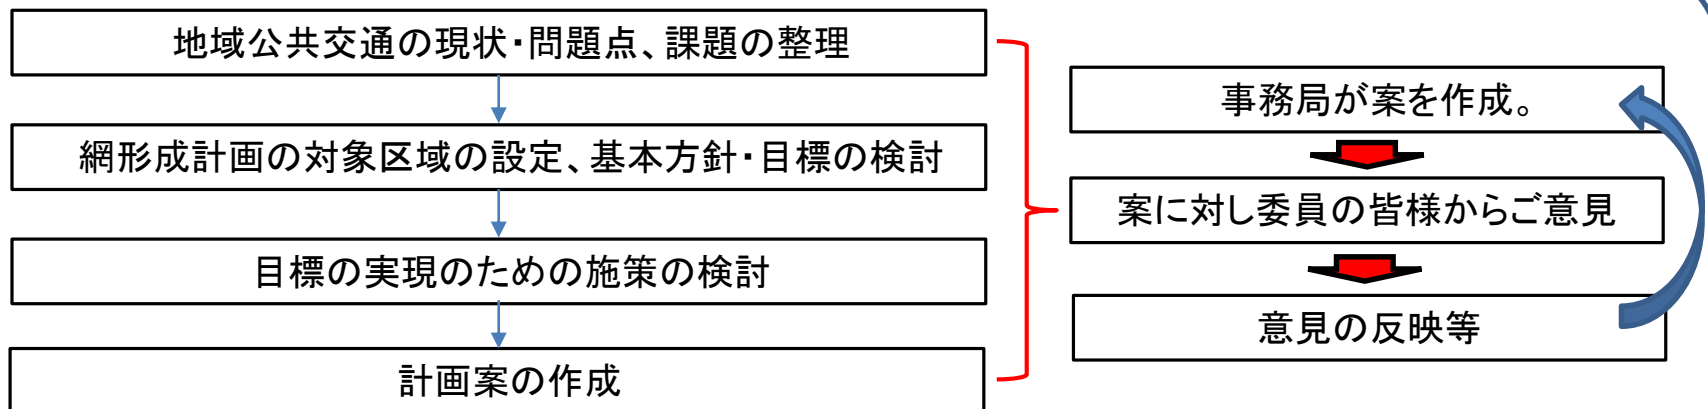 地域公共交通の現状・問題点、課題の整理
網形成計画の対象区域の設定、基本方針・目標の検討
目標の実現のための施策の検討
計画案の作成
事務局が案を作成。
案に対し委員の皆様からご意見
意見の反映等